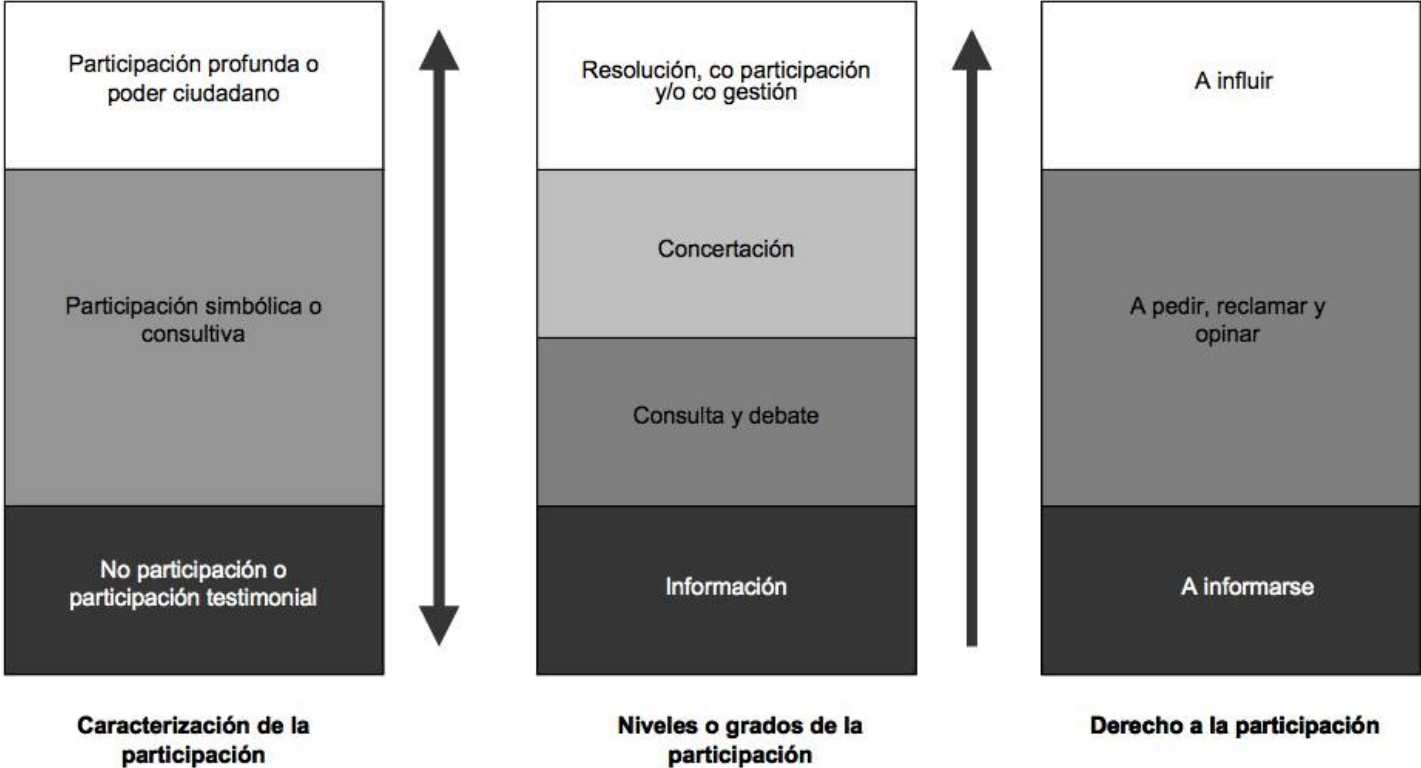 Participación profunda o
poder ciudadano
Participación simbólica o
consultiva
No participación o
participación testimonial
Caracterización de la
participación
Resolución, co participación
y/o co gestión
Concertación
Consulta y debate
Información
Niveles o grados de la
participación
A influir
A pedir, reclamar y
opinar
A informarse
Derecho a la participación